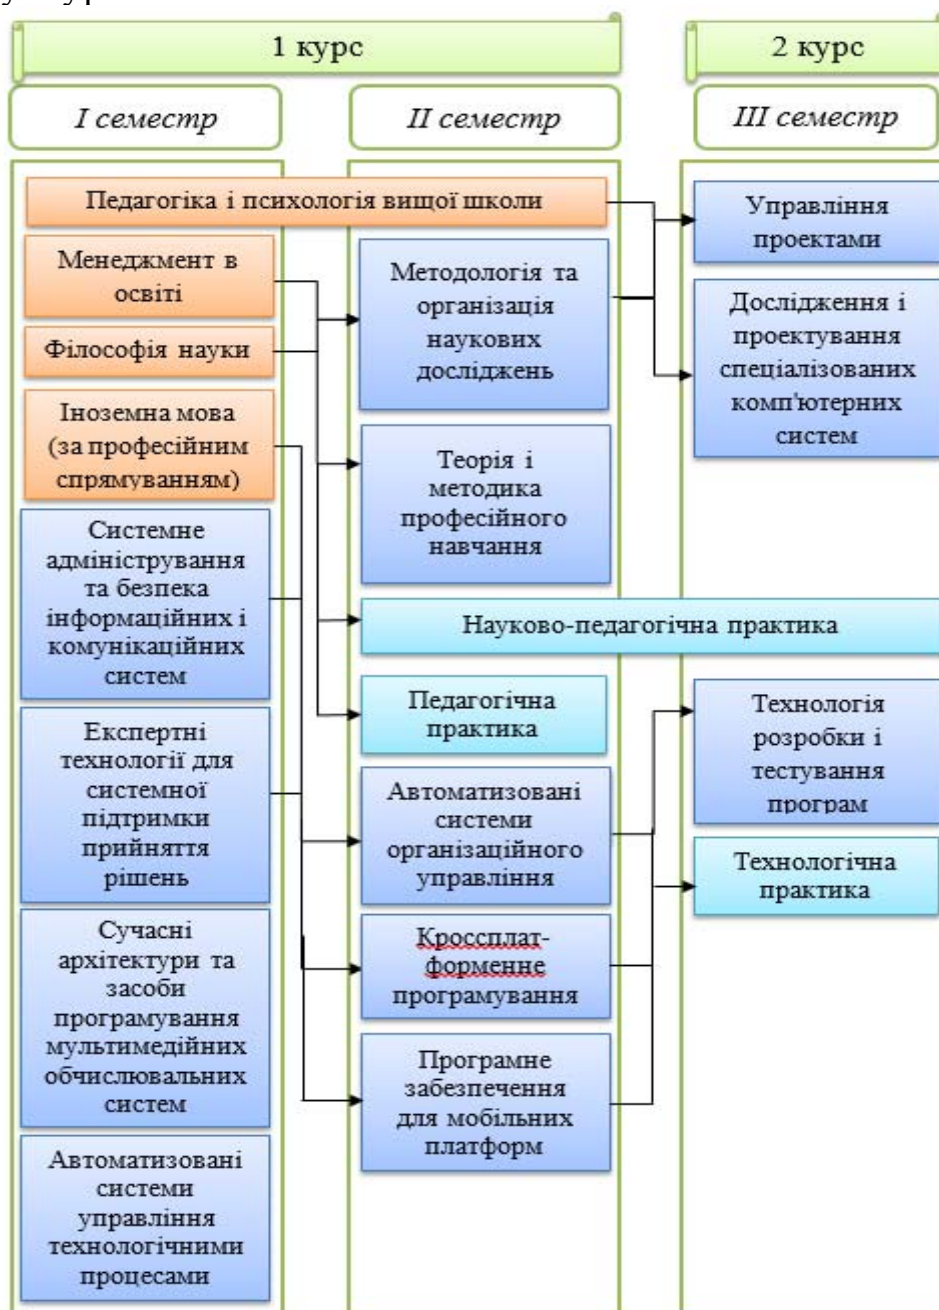 1 курс
2 курс
І семестр
ІІ семестр
ІІІ семестр
Педагогіка і психологія вищої школи
Менеджмент в
освіті
Філософія науки
Іноземна мова
(за професійним
спрямуванням)
Системне
адміністрування
та безпека
інформаційних і
комунікаційних
систем
Експертні
технології для
системної
підтримки
прийняття
рішень
Сучасні
архітектури та
засоби
програмування
мультимедійних
обчислювальних
систем
Автоматизовані
системи
управління
технологічними
процесами
Методологія та
організація
наукових
досліджень
Теорія і
методика
професійного
навчання
Науково-педагогічна практика
Педагогічна
практика
Автоматизовані
системи
організаційного
управління
Кроссплат-
форменне
програмування
Програмне
забезпечення
для мобільних
платформ
Управління
проектами
Дослідження і
проектування
спеціалізованих
комп'ютерних
систем
Технологія
розробки і
тестування
програм
Технологічна
практика